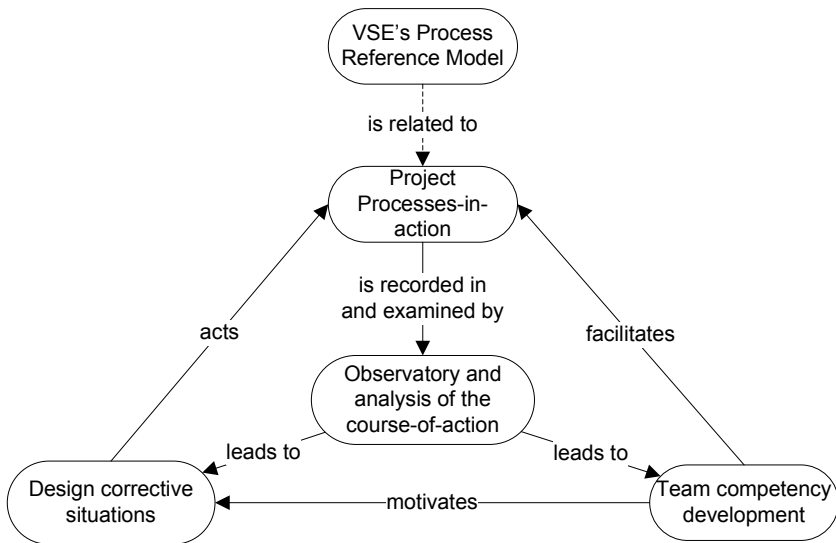 VSE’s Process
Reference Model
is related to
Project
Processes-in-
action
is recorded in
and examined by
acts
facilitates
Observatory and
analysis of the
course-of-action
leads to
leads to
Design corrective
situations
motivates
Team competency
development